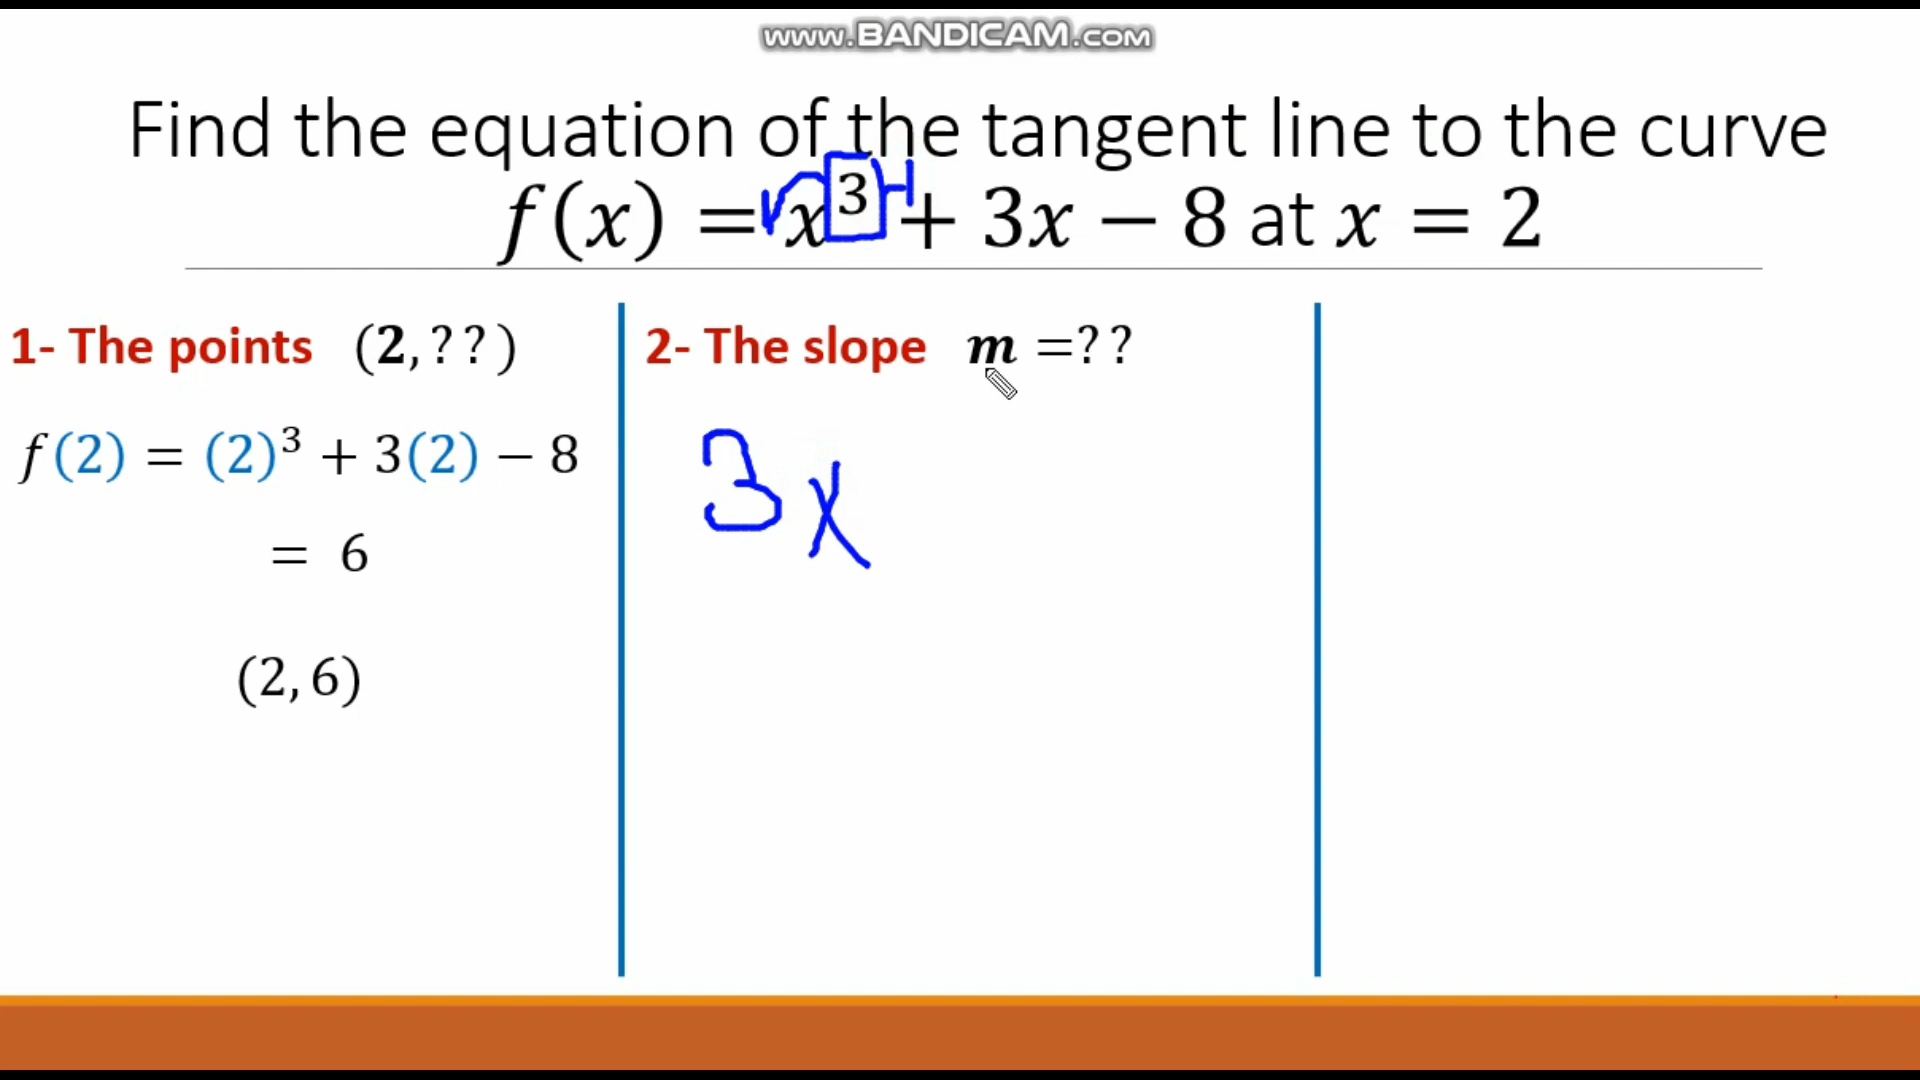 www.BANDICAM.com
Find the equation of the tangent line to the curve
f(x) = x³ + 3x − 8 at x = 2
1- The points (2,??)
f(2) = (2)³ + 3(2) − 8
= 6
(2,6)
2- The slope m =??
3x